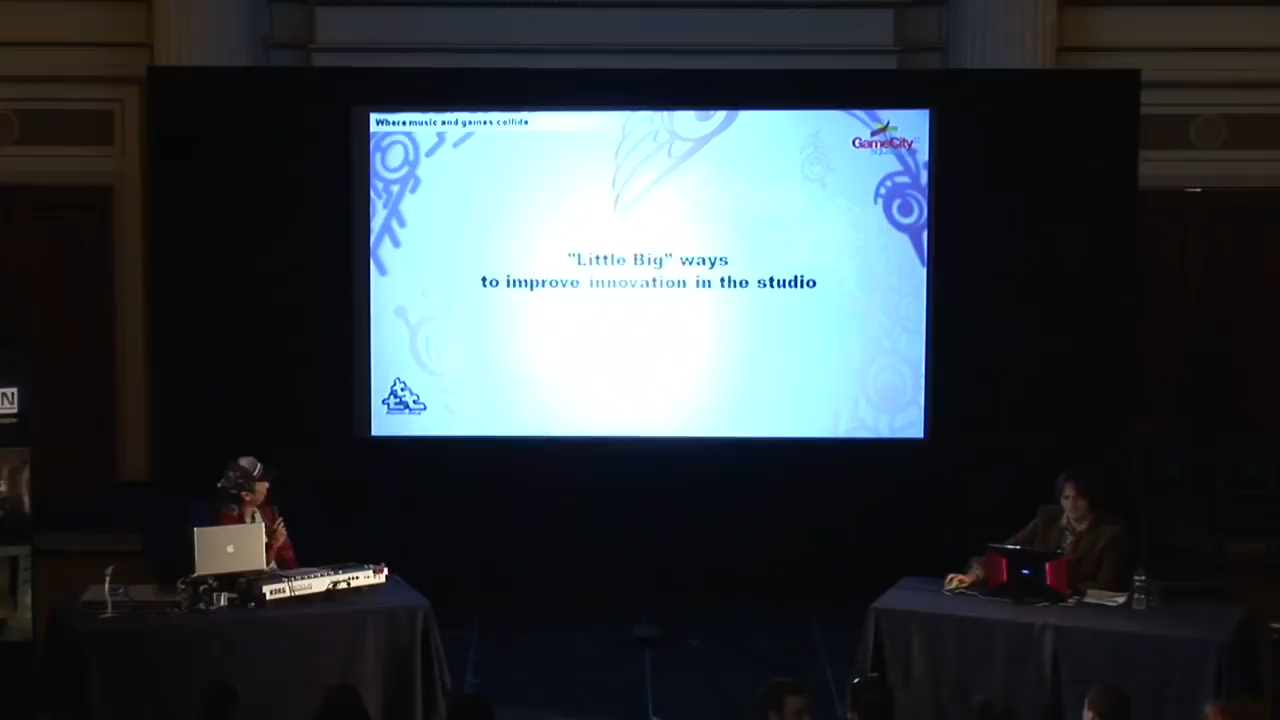 Where music and games collide
GameCity
"Little Big" ways
to improve innovation in the studio
N
KORG